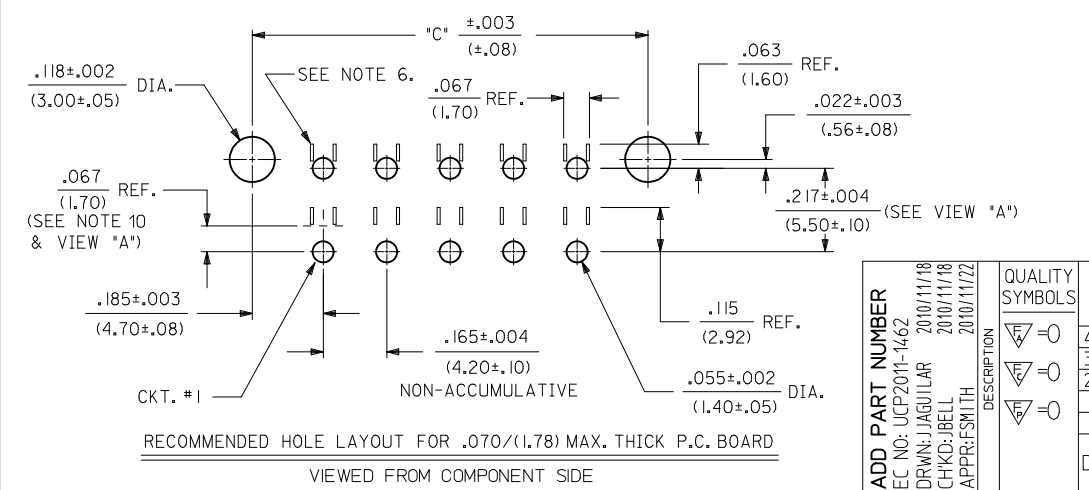 "C" ±.003
(±.08)
.118±.002 DIA.
(3.00±.05)
SEE NOTE 6.
.067 REF.
(1.70)
.063 REF.
(1.60)
.022±.003
(.56±.08)
.067 REF.
(1.70)
(SEE NOTE 10
& VIEW "A")
.217±.004 (SEE VIEW "A")
(5.50±.10)
.185±.003
(4.70±.08)
.165±.004
(4.20±.10)
NON-ACCUMULATIVE
.115 REF.
(2.92)
CKT. #1
.055±.002 DIA.
(1.40±.05)
RECOMMENDED HOLE LAYOUT FOR .070/(1.78) MAX. THICK P.C. BOARD
VIEWED FROM COMPONENT SIDE
ADD PART NUMBER
EC NO: UCP2011-1462
DRWN:JJAGUILAR 2010/11/18
CH'KD:JBELL 2010/11/18
APPR:FSMITH 2010/11/22
DESCRIPTION
QUALITY
SYMBOLS
FA =0
FC =0
FP =0